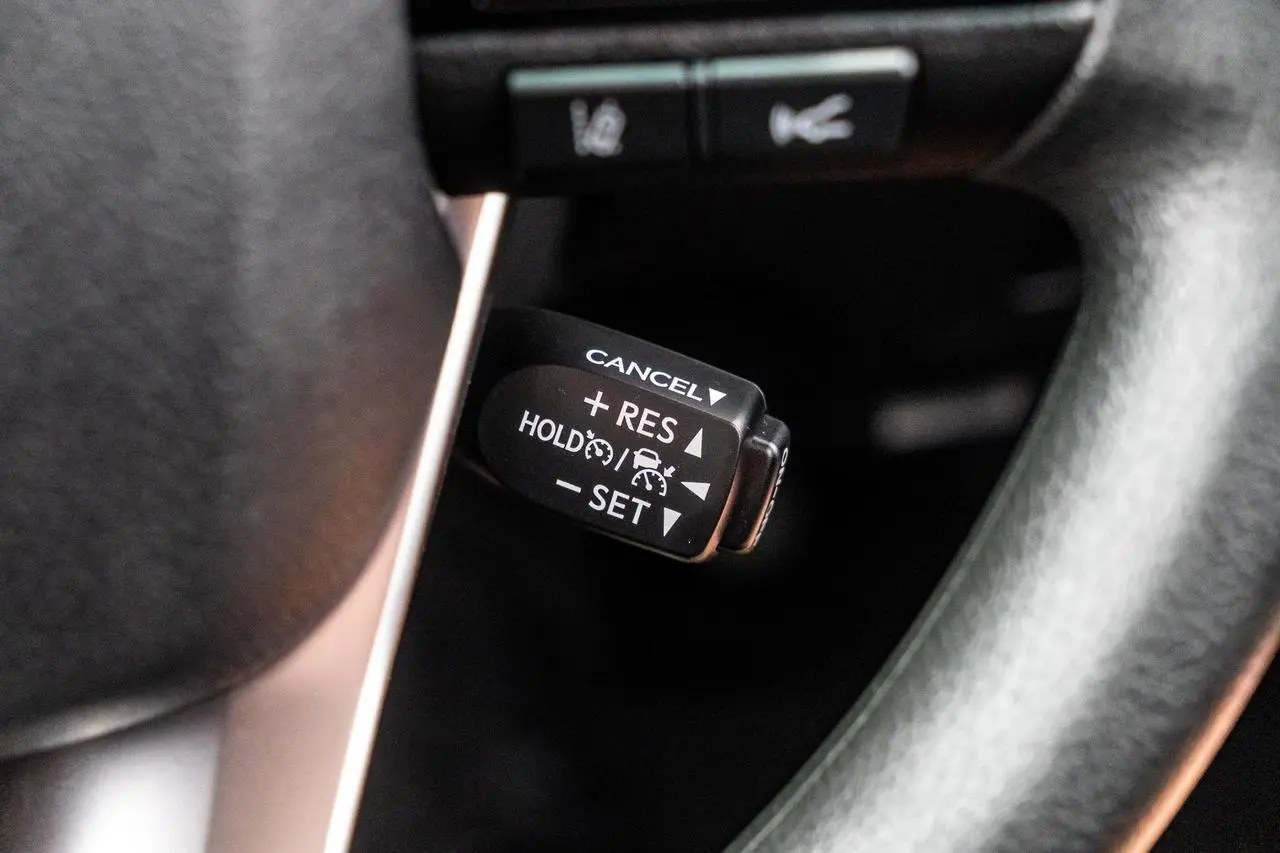 CANCEL▼
+ RES ▲
HOLD / ◀
− SET ▼